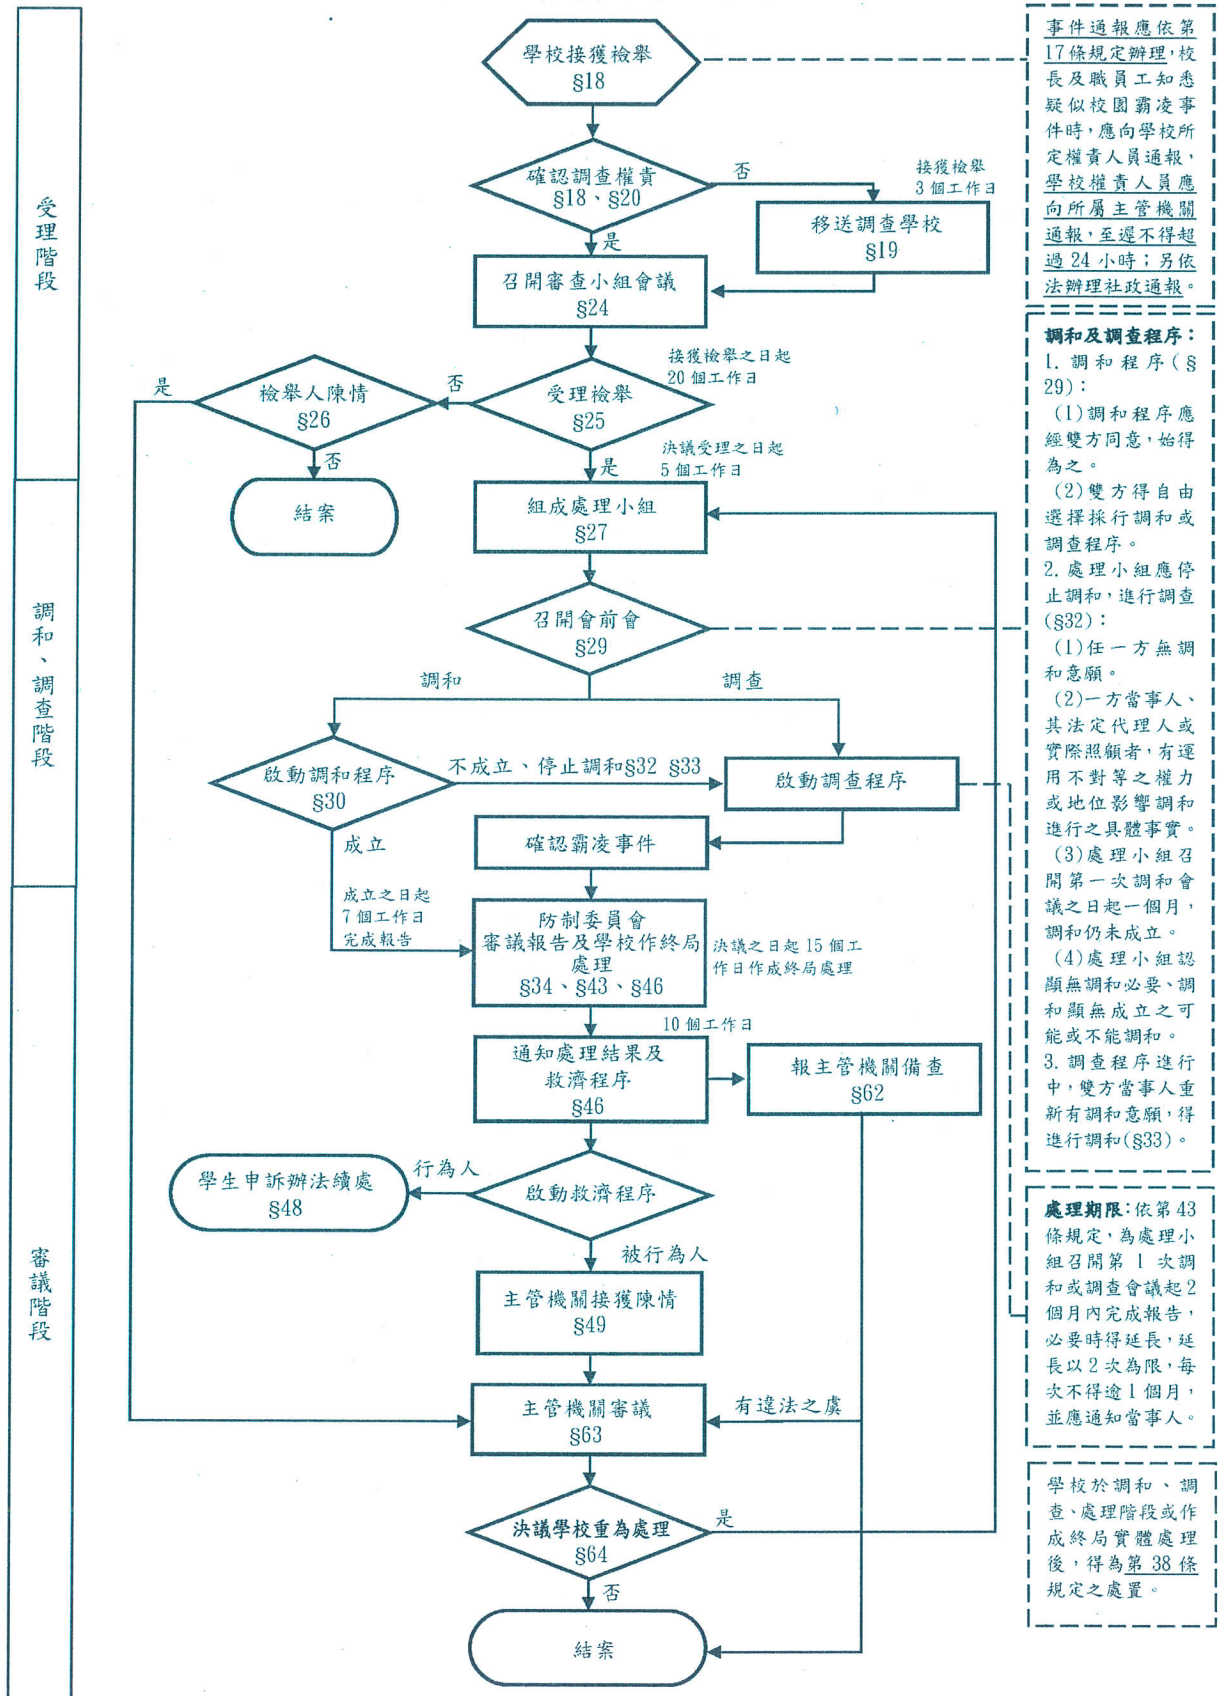 受理階段
調和、調查階段
審議階段
學校接獲檢舉
§18
確認調查權責
§18、§20
否
接獲檢舉
3 個工作日
移送調查學校
§19
是
召開審查小組會議
§24
接獲檢舉之日起
20 個工作日
受理檢舉
§25
否
檢舉人陳情
§26
是
否
結案
決議受理之日起
5 個工作日
是
組成處理小組
§27
召開會前會
§29
調和
調查
啟動調和程序
§30
不成立、停止調和§32 §33
啟動調查程序
成立
確認霸凌事件
成立之日起
7 個工作日
完成報告
防制委員會
審議報告及學校作終局
處理
§34、§43、§46
決議之日起 15 個工
作日作成終局處理
10 個工作日
通知處理結果及
救濟程序
§46
報主管機關備查
§62
啟動救濟程序
行為人
學生申訴辦法續處
§48
被行為人
主管機關接獲陳情
§49
主管機關審議
§63
有違法之虞
決議學校重為處理
§64
是
否
結案
事件通報應依第
17條規定辦理，校
長及職員工知悉
疑似校園霸凌事
件時，應向學校所
定權責人員通報，
學校權責人員應
向所屬主管機關
通報，至遲不得超
過 24 小時；另依
法辦理社政通報。
調和及調查程序：
1. 調和程序(§
29)：
(1)調和程序應
經雙方同意，始得
為之。
(2)雙方得自由
選擇採行調和或
調查程序。
2. 處理小組應停
止調和，進行調查
(§32)：
(1)任一方無調
和意願。
(2)一方當事人、
其法定代理人或
實際照顧者，有運
用不對等之權力
或地位影響調和
進行之具體事實。
(3)處理小組召
開第一次調和會
議之日起一個月，
調和仍未成立。
(4)處理小組認
顯無調和必要、調
和顯無成立之可
能或不能調和。
3. 調查程序進行
中，雙方當事人重
新有調和意願，得
進行調和(§33)。
處理期限：依第 43
條規定，為處理小
組召開第 1 次調
和或調查會議起 2
個月內完成報告，
必要時得延長，延
長以 2 次為限，每
次不得逾 1 個月，
並應通知當事人。
學校於調和、調
查、處理階段或作
成終局實體處理
後，得為第 38 條
規定之處置。